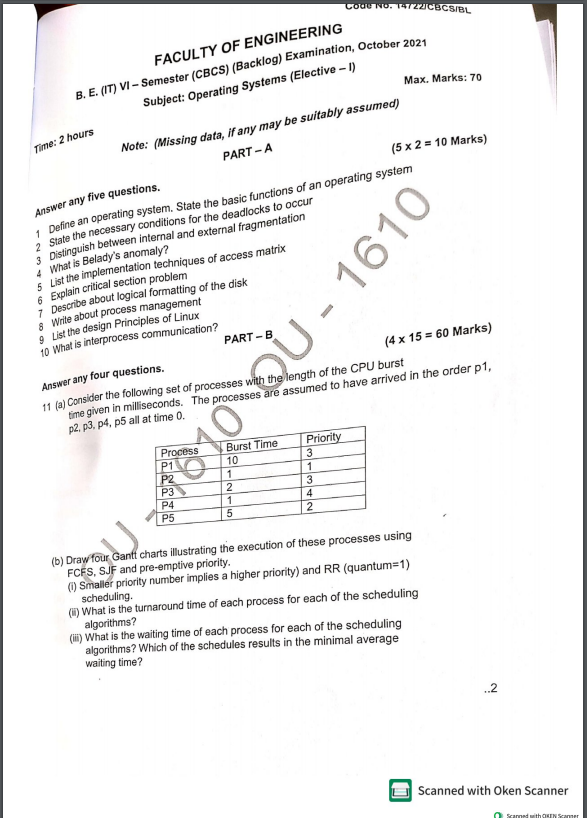 Code No. 14722/CBCS/BL
FACULTY OF ENGINEERING
B. E. (IT) VI – Semester (CBCS) (Backlog) Examination, October 2021
Subject: Operating Systems (Elective – I)
Time: 2 hours
Max. Marks: 70
Note: (Missing data, if any may be suitably assumed)
PART – A
(5 x 2 = 10 Marks)
Answer any five questions.
1 Define an operating system. State the basic functions of an operating system
2 State the necessary conditions for the deadlocks to occur
3 Distinguish between internal and external fragmentation
4 What is Belady's anomaly?
5 List the implementation techniques of access matrix
6 Explain critical section problem
7 Describe about logical formatting of the disk
8 Write about process management
9 List the design Principles of Linux
10 What is interprocess communication?
PART – B
(4 x 15 = 60 Marks)
Answer any four questions.
11 (a) Consider the following set of processes with the length of the CPU burst
time given in milliseconds. The processes are assumed to have arrived in the order p1,
p2, p3, p4, p5 all at time 0.
Process Burst Time Priority
P1 10 3
P2 1 1
P3 2 3
P4 1 4
P5 5 2
(b) Draw four Gantt charts illustrating the execution of these processes using
FCFS, SJF and pre-emptive priority.
(i) Smaller priority number implies a higher priority) and RR (quantum=1)
scheduling.
(ii) What is the turnaround time of each process for each of the scheduling
algorithms?
(iii) What is the waiting time of each process for each of the scheduling
algorithms? Which of the schedules results in the minimal average
waiting time?
..2
OU - 1610 OU - 1610
Scanned with Oken Scanner
Scanned with OKEN Scanner